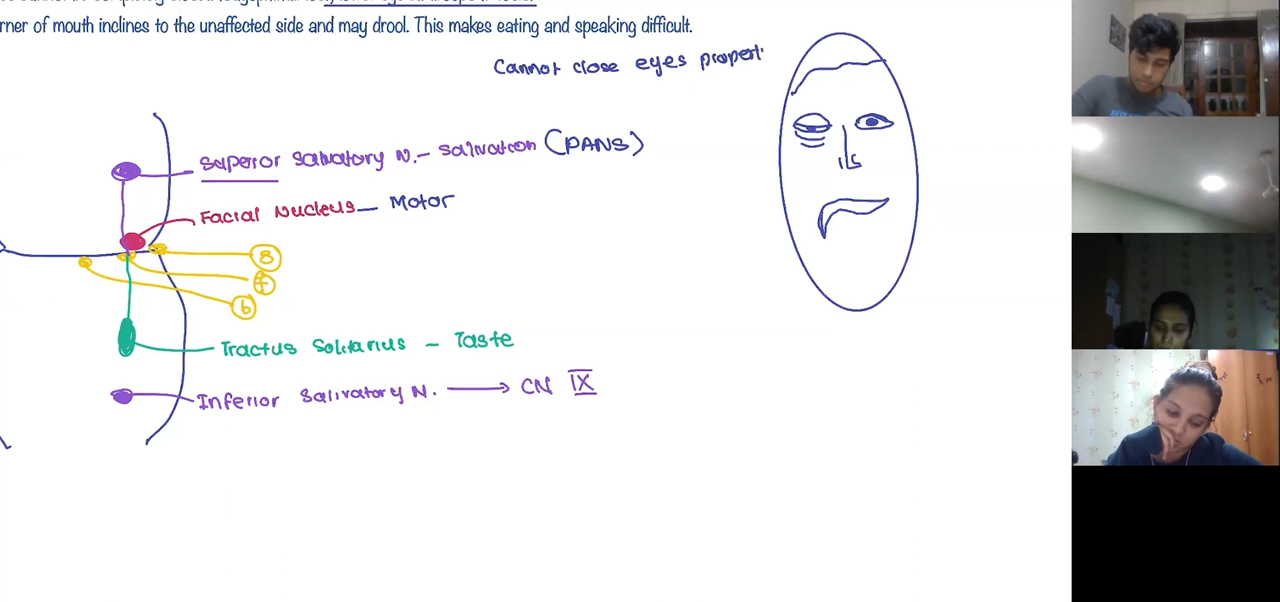 corner of mouth inclines to the unaffected side and may drool. This makes eating and speaking difficult.
Cannot close eyes propert
Superior Salivatory N. - Salivation (PANS)
Facial Nucleus - Motor
8
7
6
Tractus Solitarius - Taste
Inferior Salivatory N. → CN IX